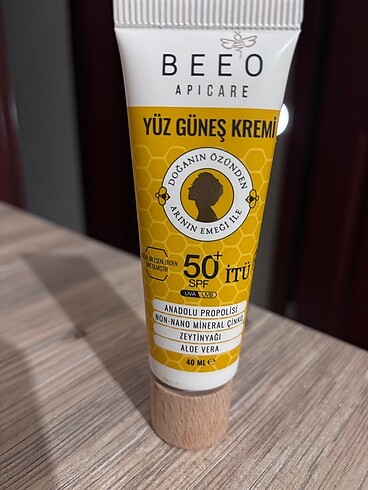 BEEO
APICARE
YÜZ GÜNEŞ KREMİ
DOĞANIN ÖZÜNDEN
ARININ EMEĞİ İLE
50+
SPF
UVA UVB
İTÜ
ANADOLU PROPOLİSİ
NON-NANO MİNERAL ÇİNKO
ZEYTİNYAĞI
ALOE VERA
40 ML e